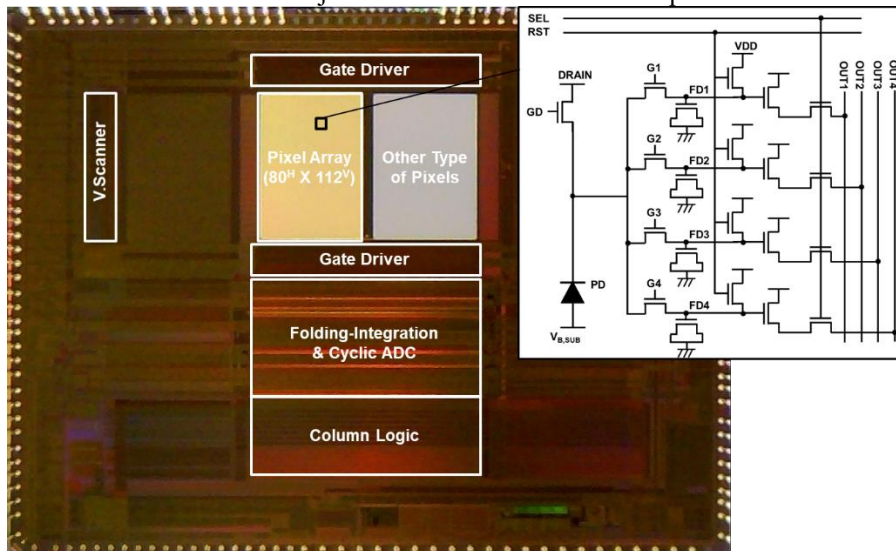 SEL
RST
VDD
DRAIN
G1
FD1
GD
G2
FD2
G3
FD3
G4
FD4
PD
VB,SUB
OUT1
OUT2
OUT3
OUT4
Gate Driver
V.Scanner
Pixel Array
(80H X 112V)
Other Type
of Pixels
Gate Driver
Folding-Integration
& Cyclic ADC
Column Logic